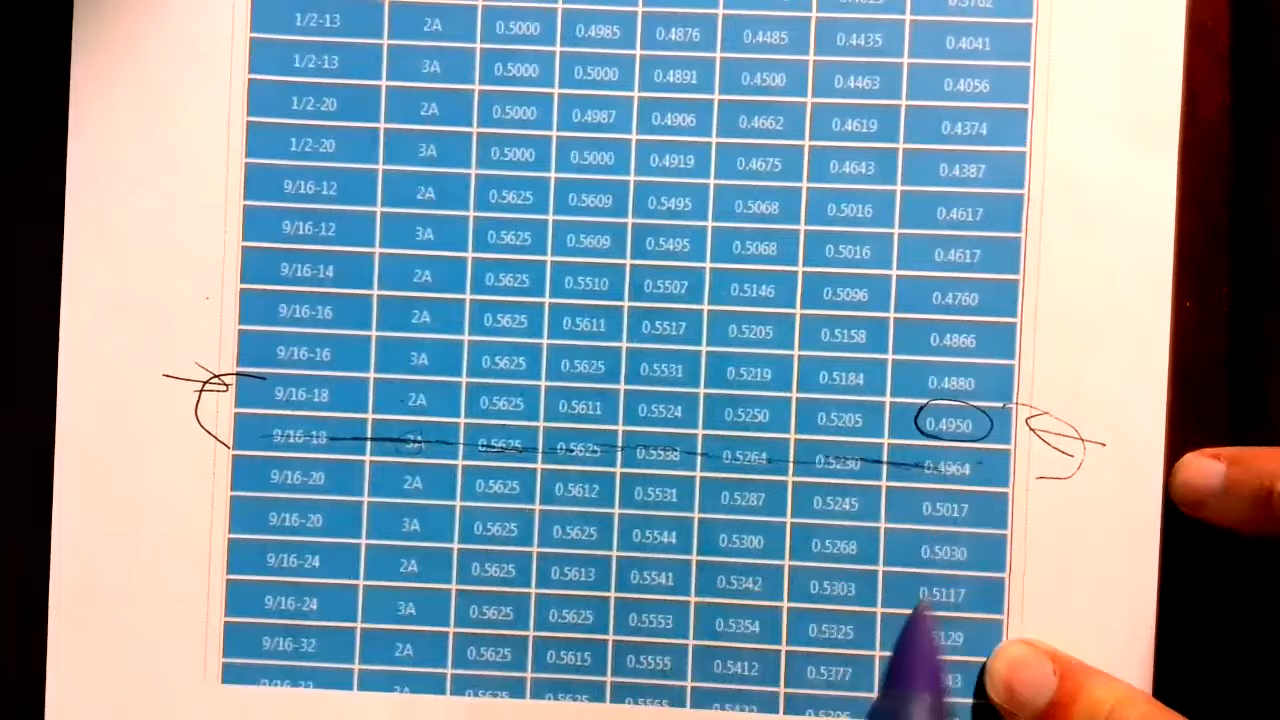 1/2-13 2A 0.5000 0.4985 0.4876 0.4485 0.4435 0.4041
1/2-13 3A 0.5000 0.5000 0.4891 0.4500 0.4463 0.4056
1/2-20 2A 0.5000 0.4987 0.4906 0.4662 0.4619 0.4374
1/2-20 3A 0.5000 0.5000 0.4919 0.4675 0.4643 0.4387
9/16-12 2A 0.5625 0.5609 0.5495 0.5068 0.5016 0.4617
9/16-12 3A 0.5625 0.5609 0.5495 0.5068 0.5016 0.4617
9/16-14 2A 0.5625 0.5510 0.5507 0.5146 0.5096 0.4760
9/16-16 2A 0.5625 0.5611 0.5517 0.5205 0.5158 0.4866
9/16-16 3A 0.5625 0.5625 0.5531 0.5219 0.5184 0.4880
9/16-18 2A 0.5625 0.5611 0.5524 0.5250 0.5205 0.4950
9/16-18 3A 0.5625 0.5625 0.5538 0.5264 0.5230 0.4964
9/16-20 2A 0.5625 0.5612 0.5531 0.5287 0.5245 0.5017
9/16-20 3A 0.5625 0.5625 0.5544 0.5300 0.5268 0.5030
9/16-24 2A 0.5625 0.5613 0.5541 0.5342 0.5303 0.5117
9/16-24 3A 0.5625 0.5625 0.5553 0.5354 0.5325
9/16-32 2A 0.5625 0.5615 0.5555 0.5412 0.5377
9/16-32 3A 0.5625 0.5625 0.5565